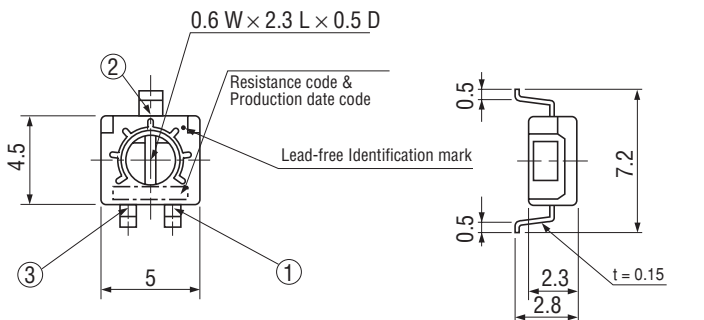 0.6 W × 2.3 L × 0.5 D
②
Resistance code &
Production date code
Lead-free Identification mark
4.5
③
①
5
0.5
7.2
0.5
t = 0.15
2.3
2.8